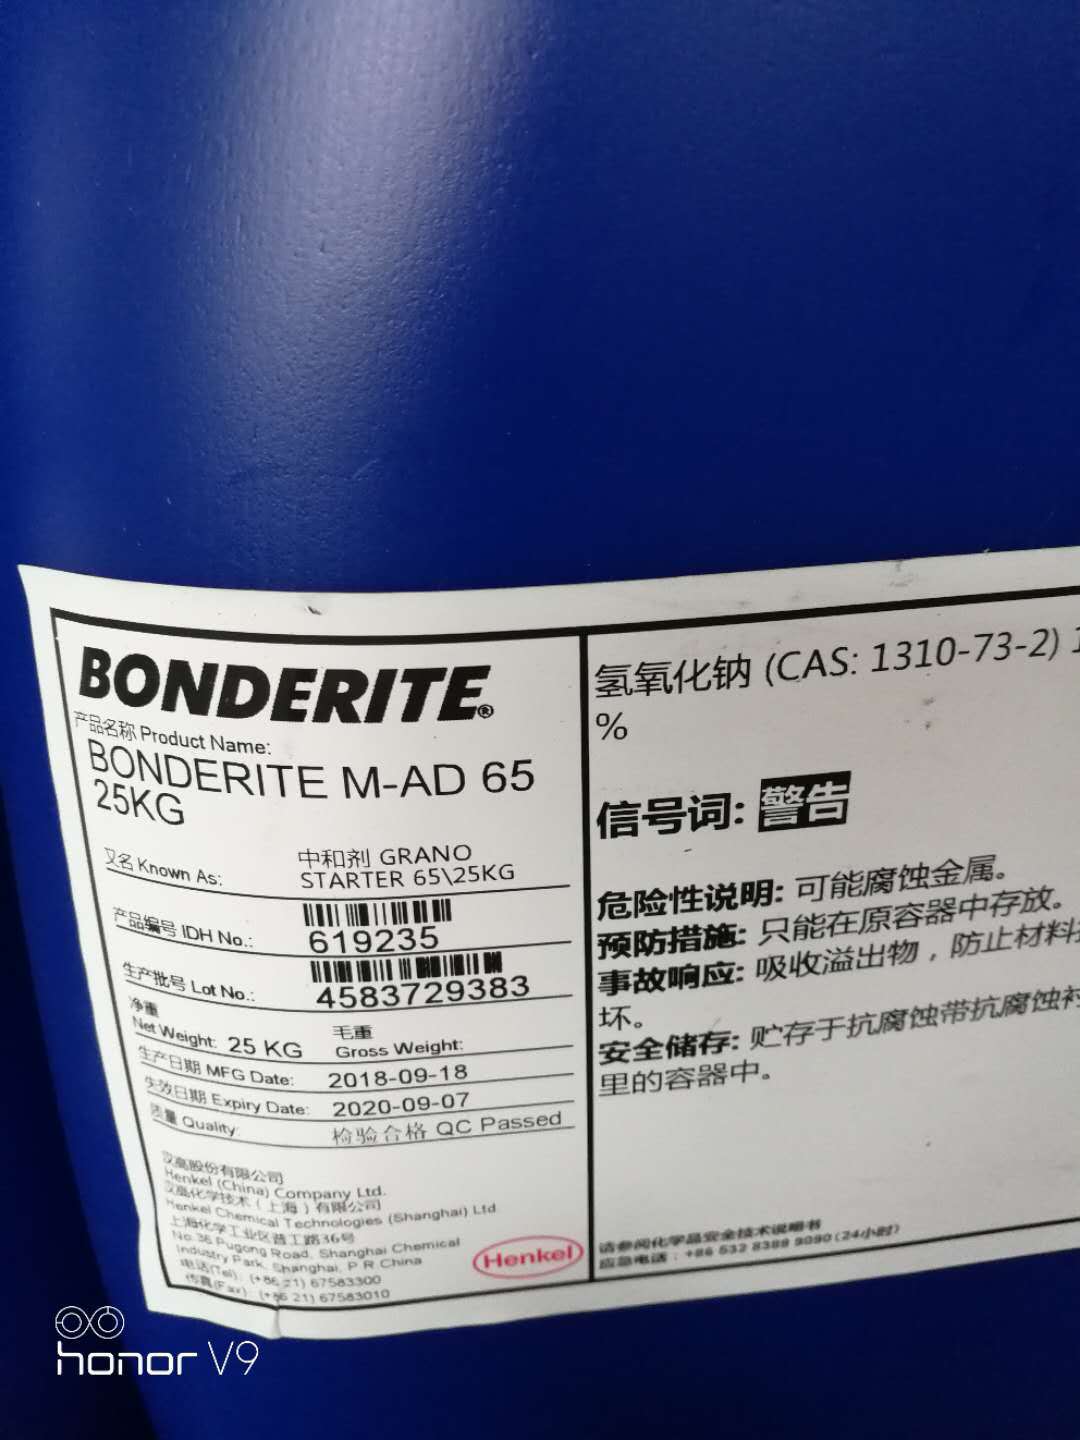 BONDERITE®
产品名称 Product Name:
BONDERITE M-AD 65
25KG
又名 Known As: 中和剂 GRANO
STARTER 65\25KG
产品编号 IDH No.: 619235
生产批号 Lot No.: 4583729383
净重 毛重
Net Weight: 25 KG Gross Weight:
生产日期 MFG Date: 2018-09-18
失效日期 Expiry Date: 2020-09-07
质量 Quality: 检验合格 QC Passed
汉高股份有限公司
Henkel (China) Company Ltd.
汉高化学技术（上海）有限公司
Henkel Chemical Technologies (Shanghai) Ltd.
上海化学工业区普工路36号
No.36 Pugong Road, Shanghai Chemical
Industry Park, Shanghai, P R China
电话(Tel): (+86 21) 67583300
传真(Fax): (+86 21) 67583010
Henkel
氢氧化钠 (CAS: 1310-73-2)
%
信号词: 警告
危险性说明: 可能腐蚀金属。
预防措施: 只能在原容器中存放。
事故响应: 吸收溢出物，防止材料
坏。
安全储存: 贮存于抗腐蚀带抗腐蚀衬
里的容器中。
请参阅化学品安全技术说明书
应急电话：+86 532 8388 9090 (24小时)
honor V9